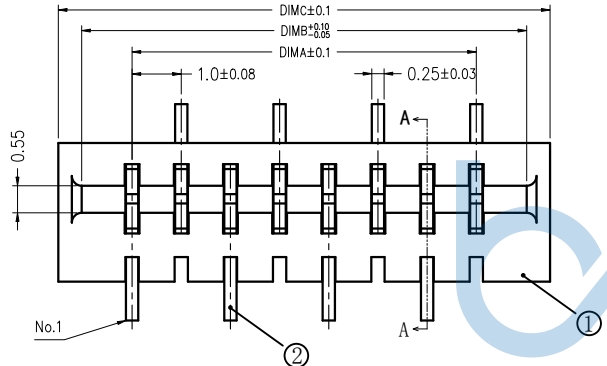 DIMC±0.1
DIMB+0.10 -0.05
DIMA±0.1
1.0±0.08
0.25±0.03
A
0.55
No.1
A
②
①